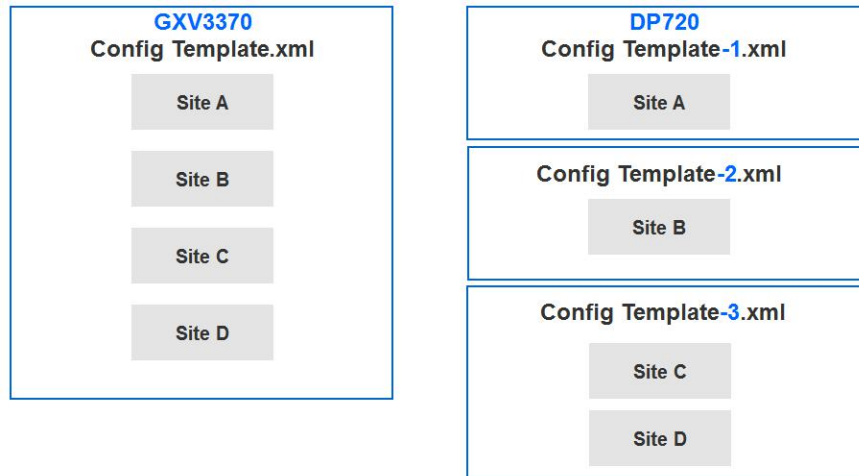 GXV3370
Config Template.xml
Site A
Site B
Site C
Site D
DP720
Config Template-1.xml
Site A
Config Template-2.xml
Site B
Config Template-3.xml
Site C
Site D